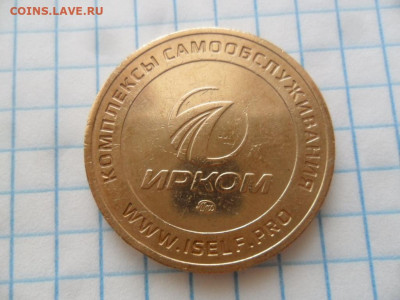 COINS.LAVE.RU
КОМПЛЕКСЫ САМООБСЛУЖИВАНИЯ
ИРКОМ
WWW.ISELF.PRO